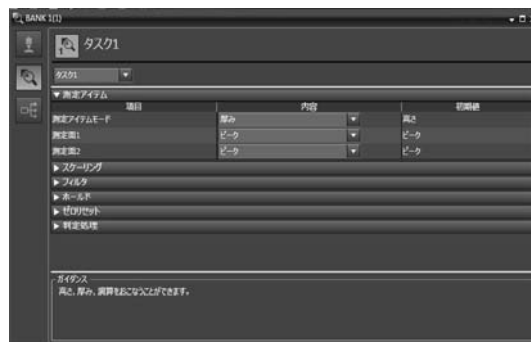 BANK 1(1)
タスク1
タスク1
▼測定アイテム
項目 内容 初期値
測定アイテムモード 厚み 高さ
測定面1 ピーク ピーク
測定面2 ピーク ピーク
▶スケーリング
▶フィルタ
▶ホールド
▶ゼロリセット
▶判定処理
ガイダンス
高さ、厚み、演算をおこなうことができます。